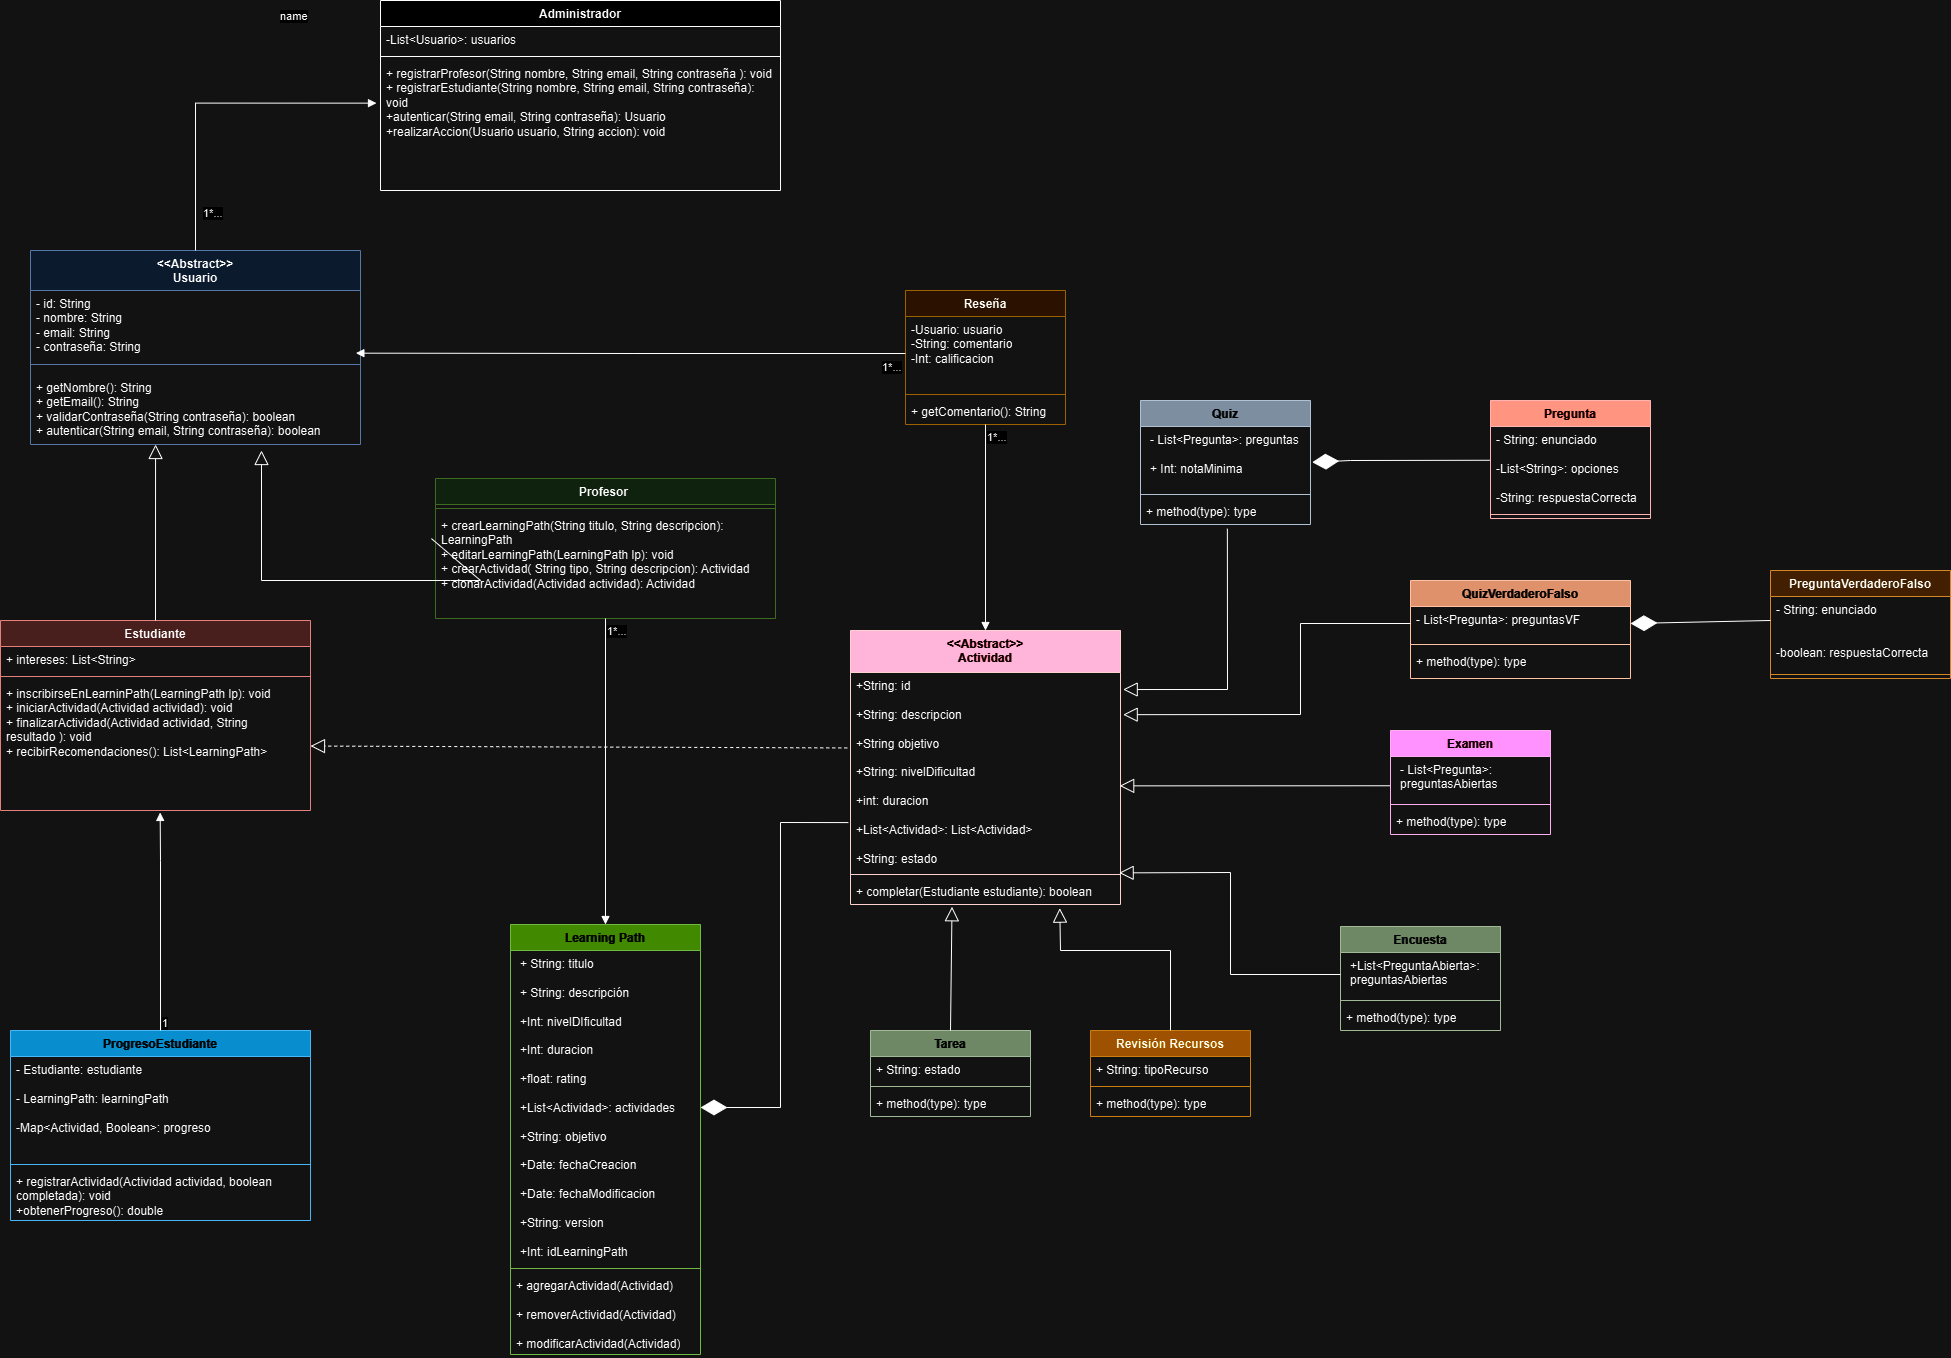 name
Administrador
-List<Usuario>: usuarios
+ registrarProfesor(String nombre, String email, String contraseña ): void
+ registrarEstudiante(String nombre, String email, String contraseña):
void
+autenticar(String email, String contraseña): Usuario
+realizarAccion(Usuario usuario, String accion): void
1*...
<<Abstract>>
Usuario
- id: String
- nombre: String
- email: String
- contraseña: String
+ getNombre(): String
+ getEmail(): String
+ validarContraseña(String contraseña): boolean
+ autenticar(String email, String contraseña): boolean
Reseña
-Usuario: usuario
-String: comentario
-Int: calificacion
+ getComentario(): String
1*...
1*...
Quiz
- List<Pregunta>: preguntas
+ Int: notaMinima
+ method(type): type
Pregunta
- String: enunciado
-List<String>: opciones
-String: respuestaCorrecta
Profesor
+ crearLearningPath(String titulo, String descripcion):
LearningPath
+ editarLearningPath(LearningPath lp): void
+ crearActividad( String tipo, String descripcion): Actividad
+ clonarActividad(Actividad actividad): Actividad
1*...
QuizVerdaderoFalso
- List<Pregunta>: preguntasVF
+ method(type): type
PreguntaVerdaderoFalso
- String: enunciado
-boolean: respuestaCorrecta
Estudiante
+ intereses: List<String>
+ inscribirseEnLearninPath(LearningPath lp): void
+ iniciarActividad(Actividad actividad): void
+ finalizarActividad(Actividad actividad, String
resultado ): void
+ recibirRecomendaciones(): List<LearningPath>
<<Abstract>>
Actividad
+String: id
+String: descripcion
+String objetivo
+String: nivelDificultad
+int: duracion
+List<Actividad>: List<Actividad>
+String: estado
+ completar(Estudiante estudiante): boolean
Examen
- List<Pregunta>:
preguntasAbiertas
+ method(type): type
Encuesta
+List<PreguntaAbierta>:
preguntasAbiertas
+ method(type): type
Learning Path
+ String: titulo
+ String: descripción
+Int: nivelDIficultad
+Int: duracion
+float: rating
+List<Actividad>: actividades
+String: objetivo
+Date: fechaCreacion
+Date: fechaModificacion
+String: version
+Int: idLearningPath
+ agregarActividad(Actividad)
+ removerActividad(Actividad)
+ modificarActividad(Actividad)
1
ProgresoEstudiante
- Estudiante: estudiante
- LearningPath: learningPath
-Map<Actividad, Boolean>: progreso
+ registrarActividad(Actividad actividad, boolean
completada): void
+obtenerProgreso(): double
Tarea
+ String: estado
+ method(type): type
Revisión Recursos
+ String: tipoRecurso
+ method(type): type